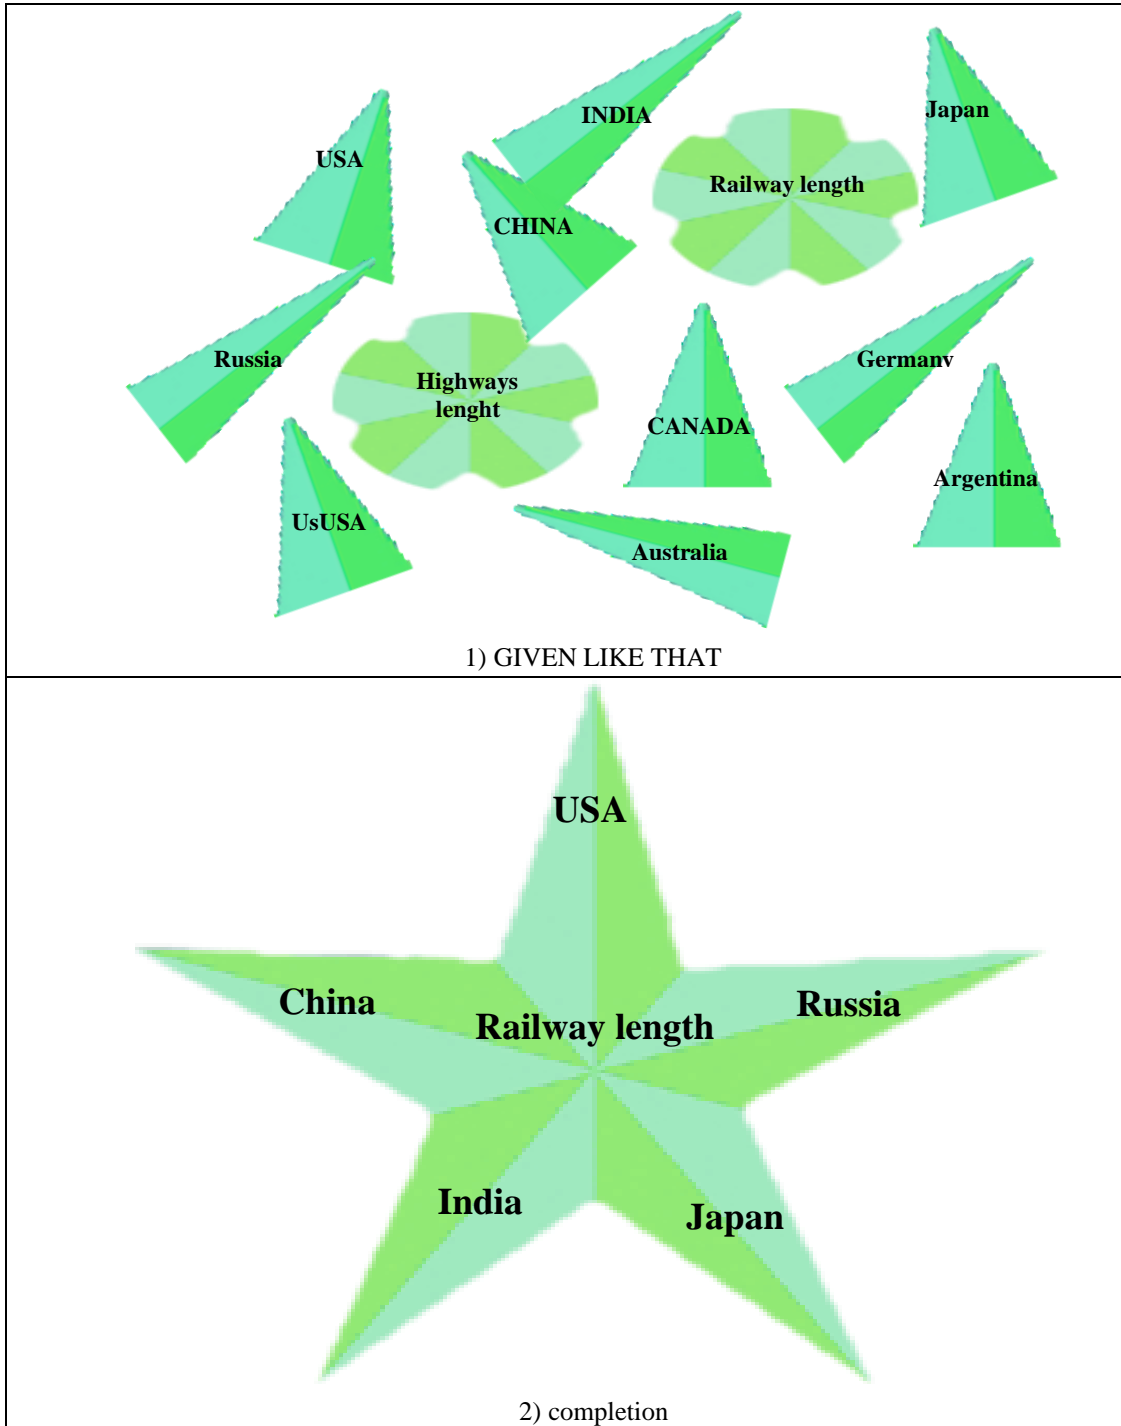 INDIA
Japan
USA
Railway length
CHINA
Russia
Germanv
Highways
lenght
CANADA
Argentina
UsUSA
Australia
1) GIVEN LIKE THAT
USA
China
Russia
Railway length
India
Japan
2) completion